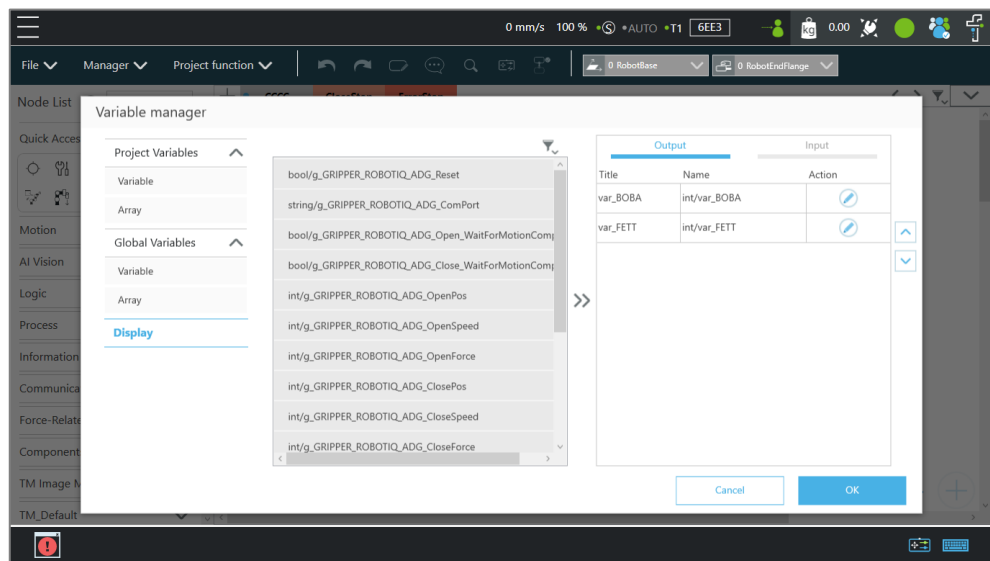 0 mm/s 100 % S AUTO T1 6EE3 kg 0.00
File Manager Project function 0 RobotBase 0 RobotEndFlange
Node List
Variable manager
Quick Acces
Motion
AI Vision
Logic
Process
Information
Communica
Force-Relate
Component
TM Image M
TM_Default
Project Variables
Variable
Array
Global Variables
Variable
Array
Display
bool/g_GRIPPER_ROBOTIQ_ADG_Reset
string/g_GRIPPER_ROBOTIQ_ADG_ComPort
bool/g_GRIPPER_ROBOTIQ_ADG_Open_WaitForMotionComp
bool/g_GRIPPER_ROBOTIQ_ADG_Close_WaitForMotionComp
int/g_GRIPPER_ROBOTIQ_ADG_OpenPos
int/g_GRIPPER_ROBOTIQ_ADG_OpenSpeed
int/g_GRIPPER_ROBOTIQ_ADG_OpenForce
int/g_GRIPPER_ROBOTIQ_ADG_ClosePos
int/g_GRIPPER_ROBOTIQ_ADG_CloseSpeed
int/g_GRIPPER_ROBOTIQ_ADG_CloseForce
Output Input
Title Name Action
var_BOBA int/var_BOBA
var_FETT int/var_FETT
Cancel OK